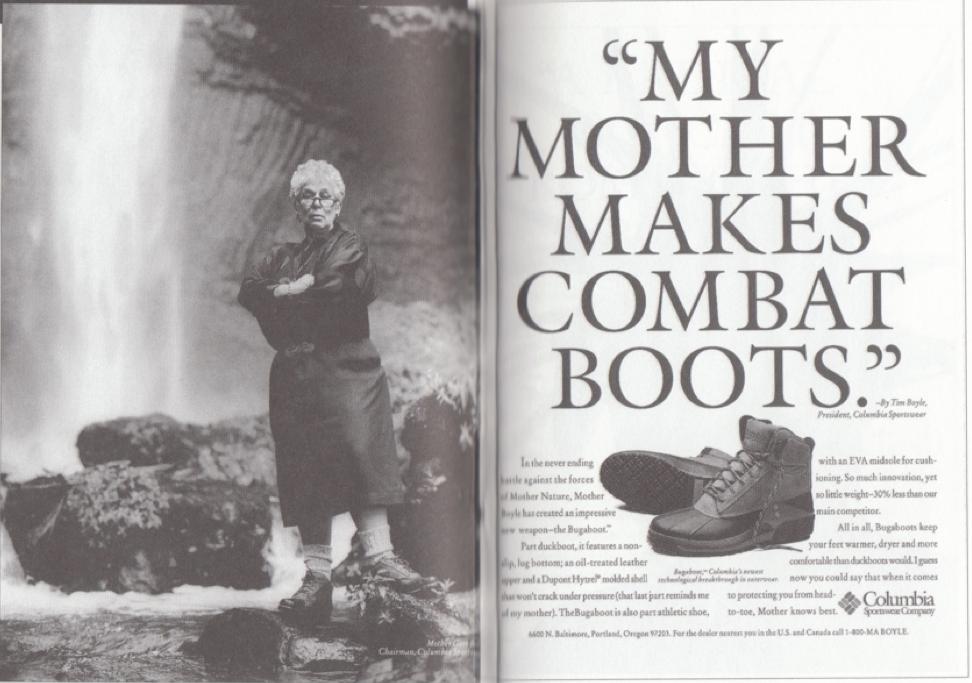 Mother
Chairman, Columbia
“MY
MOTHER
MAKES
COMBAT
BOOTS.”
–By Tim Boyle,
President, Columbia Sportswear
In the never ending
battle against the forces
of Mother Nature, Mother
Boyle has created an impressive
new weapon–the Bugaboot.™
Part duckboot, it features a non-
slip, lug bottom; an oil-treated leather
upper and a Dupont Hytrel® molded shell
that won't crack under pressure (that last part reminds me
of my mother). The Bugaboot is also part athletic shoe,
Bugaboot,™ Columbia's newest
technological breakthrough in outerwear.
with an EVA midsole for cush-
ioning. So much innovation, yet
so little weight–30% less than our
main competitor.
All in all, Bugaboots keep
your feet warmer, dryer and more
comfortable than duckboots would. I guess
now you could say that when it comes
to protecting you from head-
to-toe, Mother knows best.
Columbia
Sportswear Company
6600 N. Baltimore, Portland, Oregon 97203. For the dealer nearest you in the U.S. and Canada call 1-800-MA BOYLE.